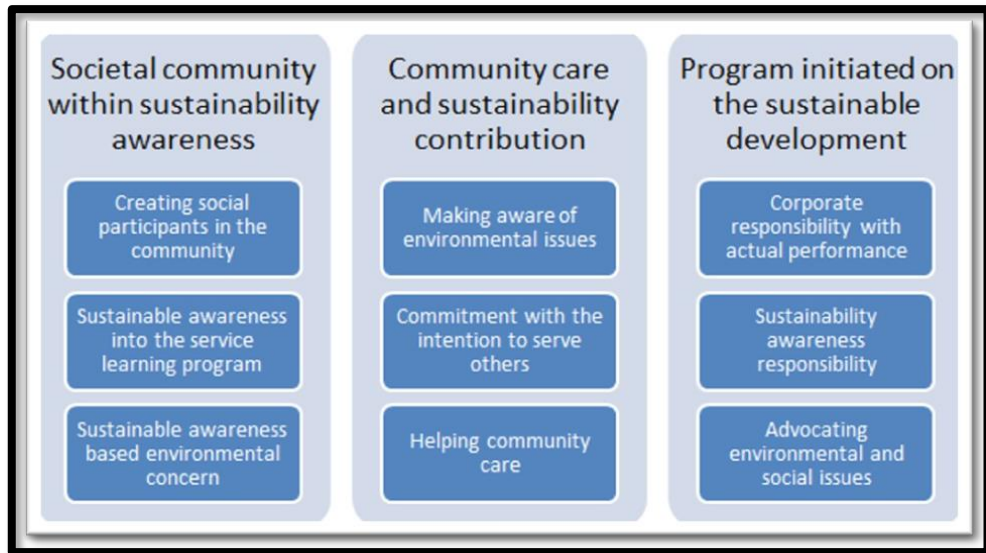 Societal community
within sustainability
awareness
Creating social
participants in the
community
Sustainable awareness
into the service
learning program
Sustainable awareness
based environmental
concern
Community care
and sustainability
contribution
Making aware of
environmental issues
Commitment with the
intention to serve
others
Helping community
care
Program initiated on
the sustainable
development
Corporate
responsibility with
actual performance
Sustainability
awareness
responsibility
Advocating
environmental and
social issues